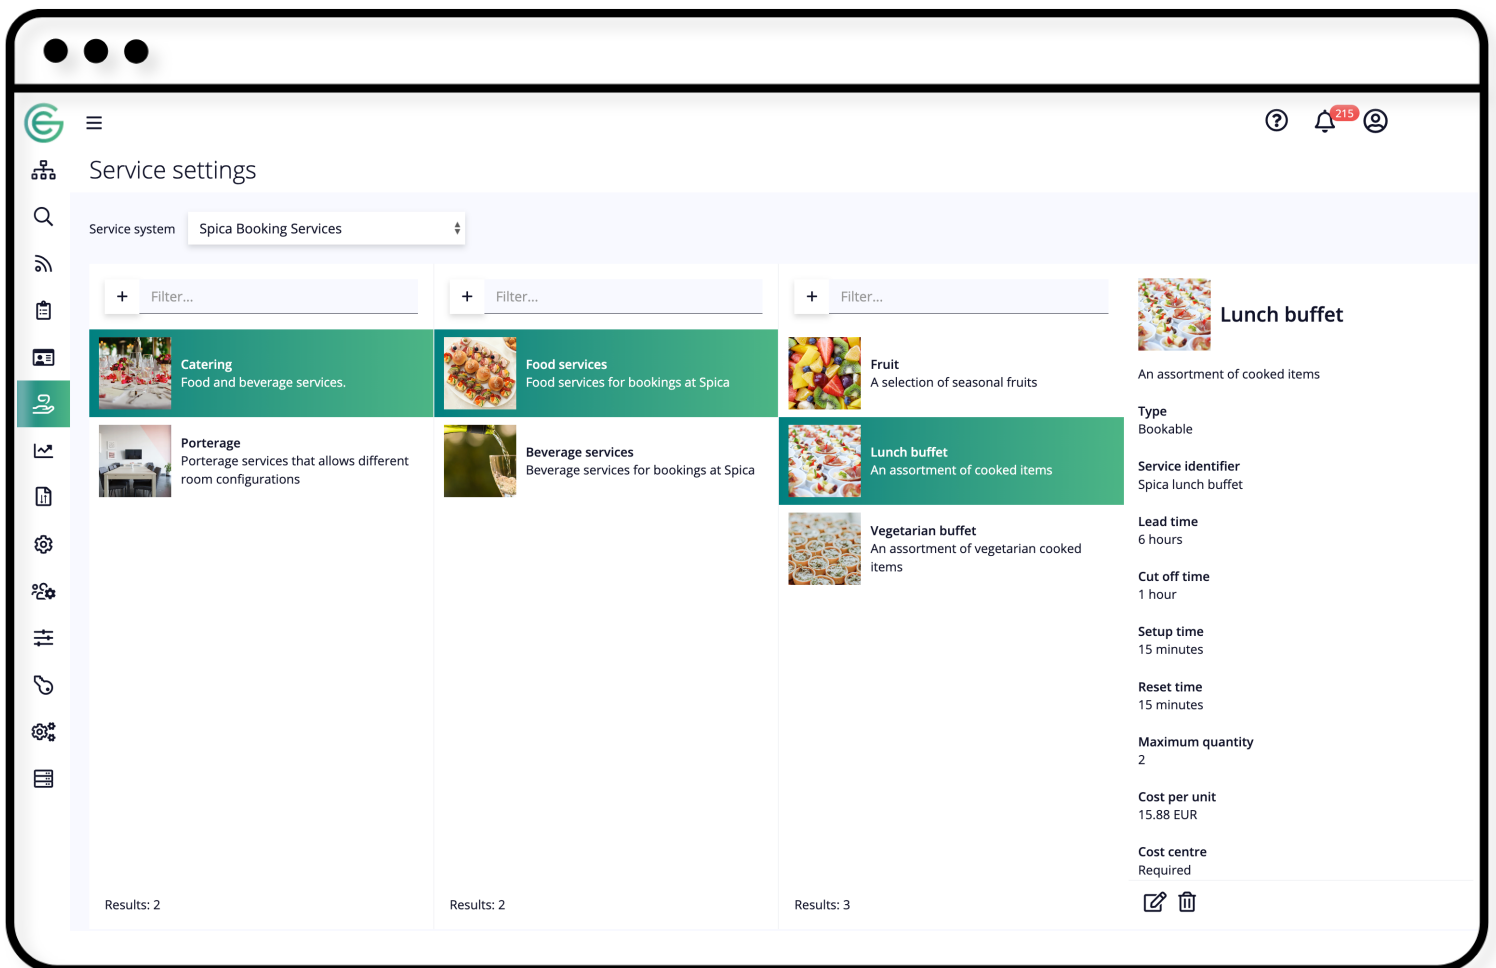 215
Service settings
Service system
Spica Booking Services
+ Filter...
Catering
Food and beverage services.
Porterage
Porterage services that allows different
room configurations
Results: 2
+ Filter...
Food services
Food services for bookings at Spica
Beverage services
Beverage services for bookings at Spica
Results: 2
+ Filter...
Fruit
A selection of seasonal fruits
Lunch buffet
An assortment of cooked items
Vegetarian buffet
An assortment of vegetarian cooked
items
Results: 3
Lunch buffet
An assortment of cooked items
Type
Bookable
Service identifier
Spica lunch buffet
Lead time
6 hours
Cut off time
1 hour
Setup time
15 minutes
Reset time
15 minutes
Maximum quantity
2
Cost per unit
15.88 EUR
Cost centre
Required